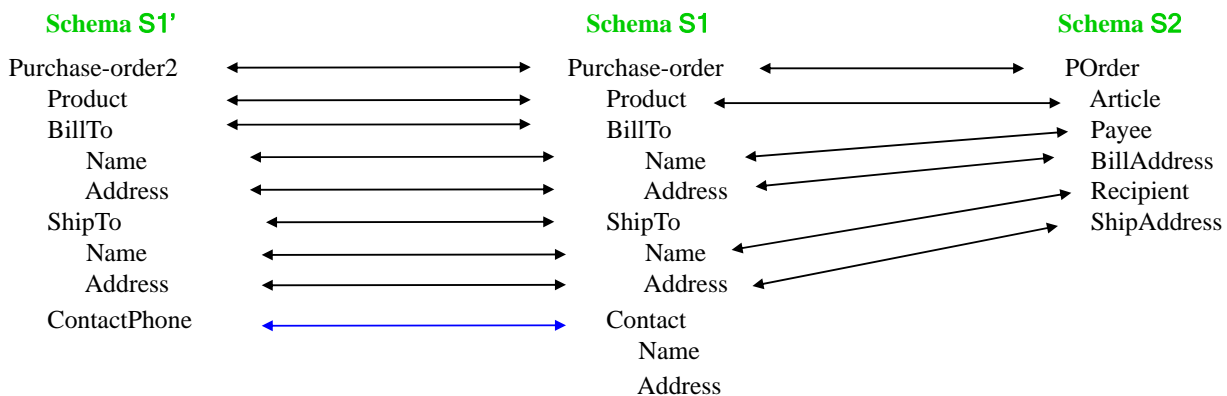 Schema S1’ Schema S1 Schema S2
Purchase-order2 Purchase-order POrder
Product Product Article
BillTo BillTo Payee
Name Name BillAddress
Address Address Recipient
ShipTo ShipTo ShipAddress
Name Name
Address Address
ContactPhone Contact
Name
Address